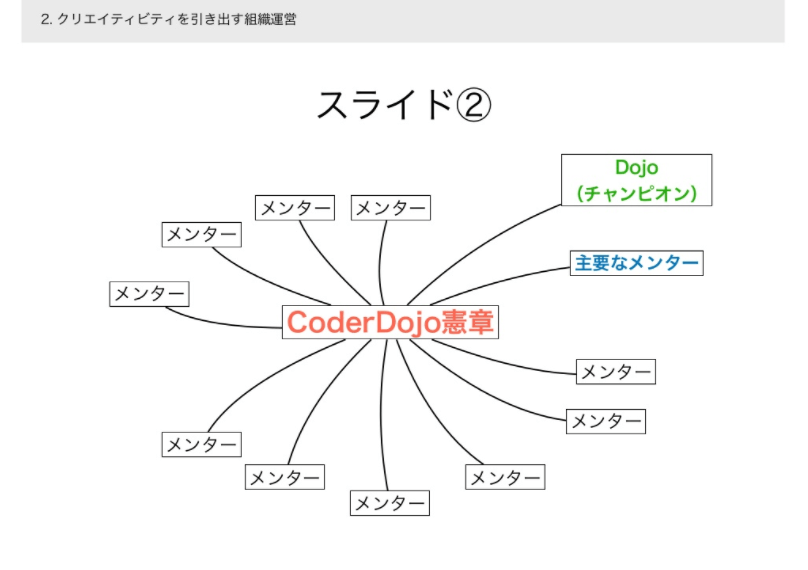 2. クリエイティビティを引き出す組織運営
スライド②
Dojo
(チャンピオン)
メンター
メンター
メンター
主要なメンター
メンター
CoderDojo憲章
メンター
メンター
メンター
メンター
メンター
メンター